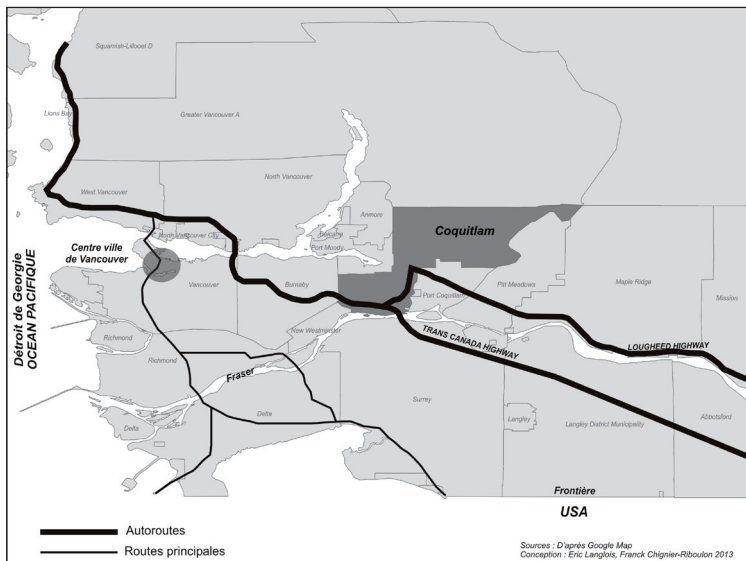 Squamish-Lillooet D
Lions Bay
Greater Vancouver A
West Vancouver
North Vancouver
North Vancouver City
Anmore
Belcarra
Port Moody
Coquitlam
Centre ville
de Vancouver
Détroit de Georgie
OCEAN PACIFIQUE
Vancouver
Burnaby
Port Coquitlam
Pitt Meadows
Maple Ridge
Mission
New Westminster
TRANS CANADA HIGHWAY
LOUGHEED HIGHWAY
Richmond
Richmond
Fraser
Delta
Delta
Surrey
Langley
Langley District Municipality
Abbotsford
Frontière
USA
Autoroutes
Routes principales
Sources : D'après Google Map
Conception : Eric Langlois, Franck Chignier-Riboulon 2013